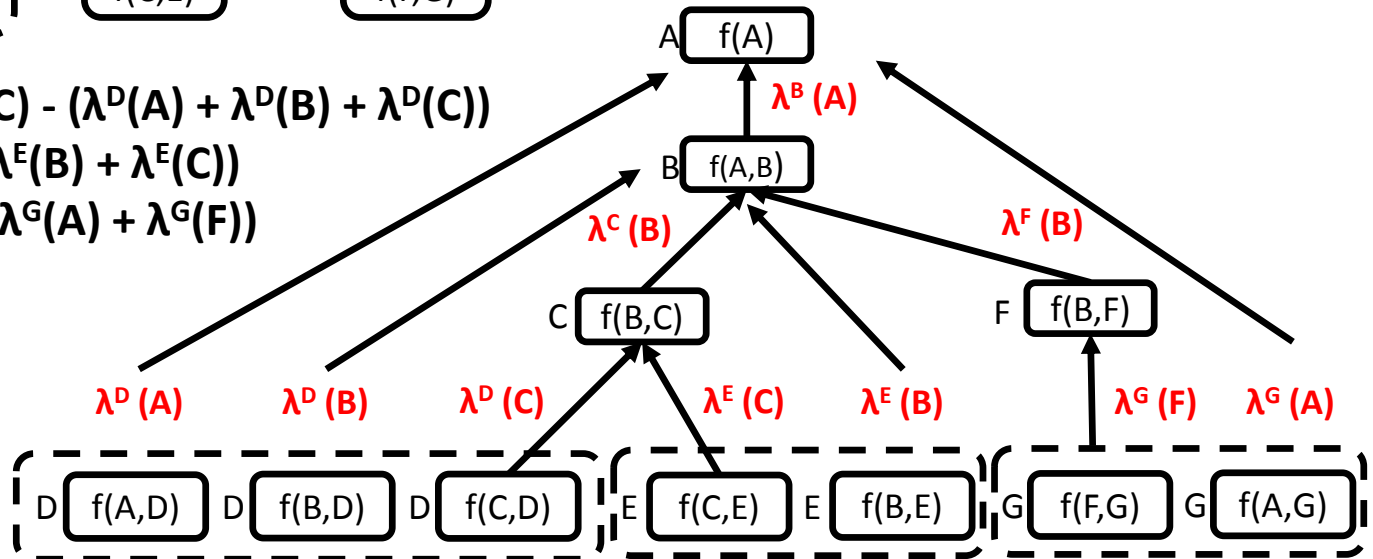 A f(A)
C) - (λᴰ(A) + λᴰ(B) + λᴰ(C))
λᴮ (A)
λᴱ(B) + λᴱ(C))
B f(A,B)
λᴳ(A) + λᴳ(F))
λᶜ (B)
λᶠ (B)
C f(B,C)
F f(B,F)
λᴰ (A) λᴰ (B) λᴰ (C) λᴱ (C) λᴱ (B) λᴳ (F) λᴳ (A)
D f(A,D) D f(B,D) D f(C,D) E f(C,E) E f(B,E) G f(F,G) G f(A,G)